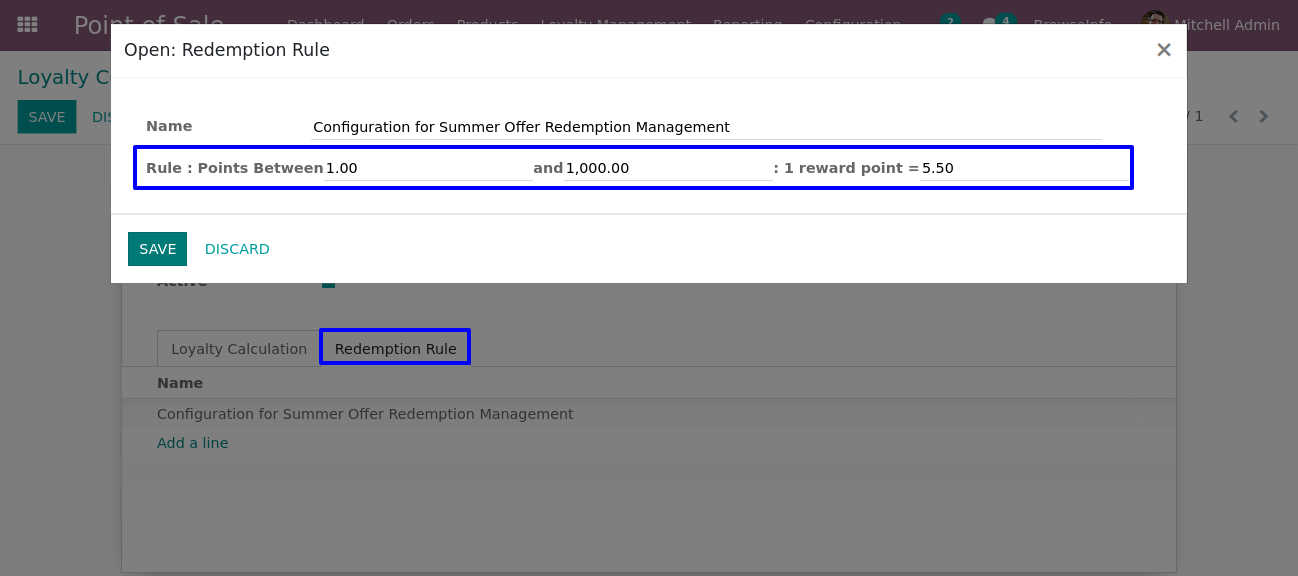 Point of Sale Dashboard Orders Products Loyalty Management Reporting Configuration 2 4 BrowseInfo Mitchell Admin
Open: Redemption Rule ×
Loyalty C
SAVE DIS / 1
Name Configuration for Summer Offer Redemption Management
Rule : Points Between 1.00 and 1,000.00 : 1 reward point = 5.50
SAVE DISCARD
Active
Loyalty Calculation Redemption Rule
Name
Configuration for Summer Offer Redemption Management
Add a line